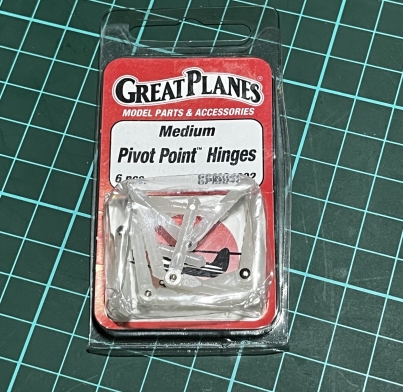 GREAT PLANES®
MODEL PARTS & ACCESSORIES
Medium
Pivot Point™ Hinges
6 pcs.